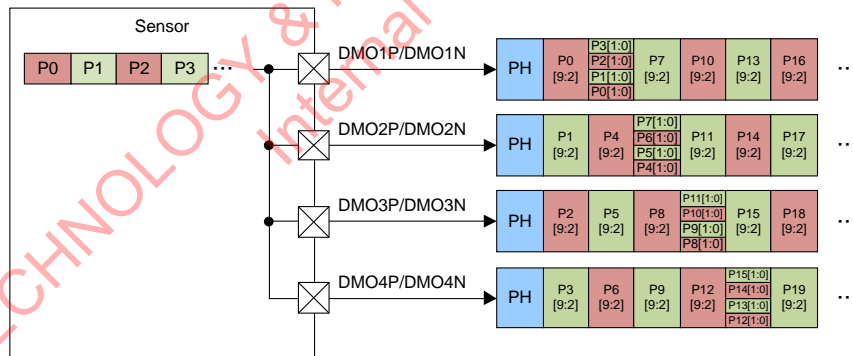 Sensor
P0 P1 P2 P3 ...
DMO1P/DMO1N
PH P0 [9:2] P3[1:0] P2[1:0] P1[1:0] P0[1:0] P7 [9:2] P10 [9:2] P13 [9:2] P16 [9:2] ..
DMO2P/DMO2N
PH P1 [9:2] P4 [9:2] P7[1:0] P6[1:0] P5[1:0] P4[1:0] P11 [9:2] P14 [9:2] P17 [9:2] ..
DMO3P/DMO3N
PH P2 [9:2] P5 [9:2] P8 [9:2] P11[1:0] P10[1:0] P9[1:0] P8[1:0] P15 [9:2] P18 [9:2] ..
DMO4P/DMO4N
PH P3 [9:2] P6 [9:2] P9 [9:2] P12 [9:2] P15[1:0] P14[1:0] P13[1:0] P12[1:0] P19 [9:2] ..
TECHNOLOGY &
Internal